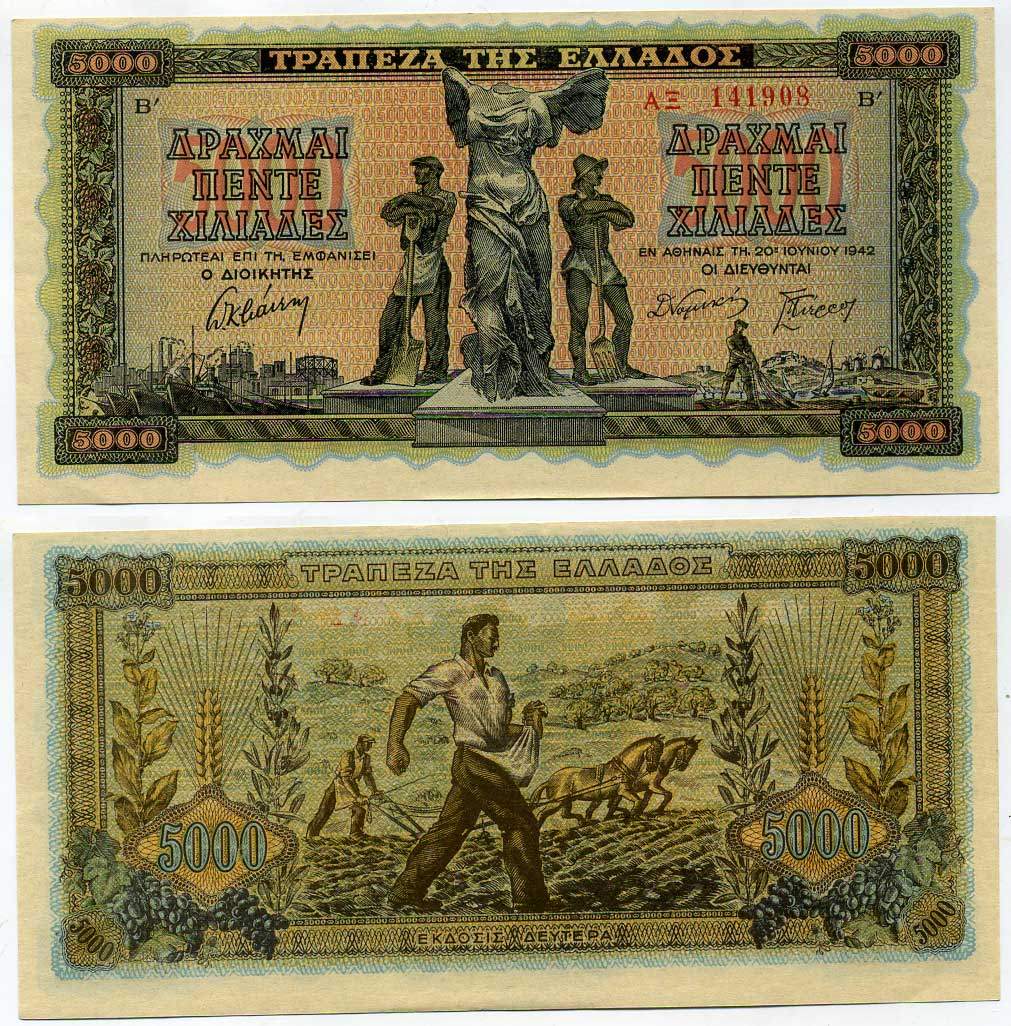 5000 ΤΡΑΠΕΖΑ ΤΗΣ ΕΛΛΑΔΟΣ 5000
Β′ ΑΞ 141908 Β′
ΔΡΑΧΜΑΙ
ΠΕΝΤΕ
ΧΙΛΙΑΔΕΣ
ΠΛΗΡΩΤΕΑΙ ΕΠΙ ΤΗ, ΕΜΦΑΝΙΣΕΙ
Ο ΔΙΟΙΚΗΤΗΣ
ΔΡΑΧΜΑΙ
ΠΕΝΤΕ
ΧΙΛΙΑΔΕΣ
ΕΝ ΑΘΗΝΑΙΣ ΤΗ, 20ῌ ΙΟΥΝΙΟΥ 1942
ΟΙ ΔΙΕΥΘΥΝΤΑΙ
5000 5000
5000 ΤΡΑΠΕΖΑ ΤΗΣ ΕΛΛΑΔΟΣ 5000
5000 5000
5000 ΕΚΔΟΣΙΣ ΔΕΥΤΕΡΑ 5000